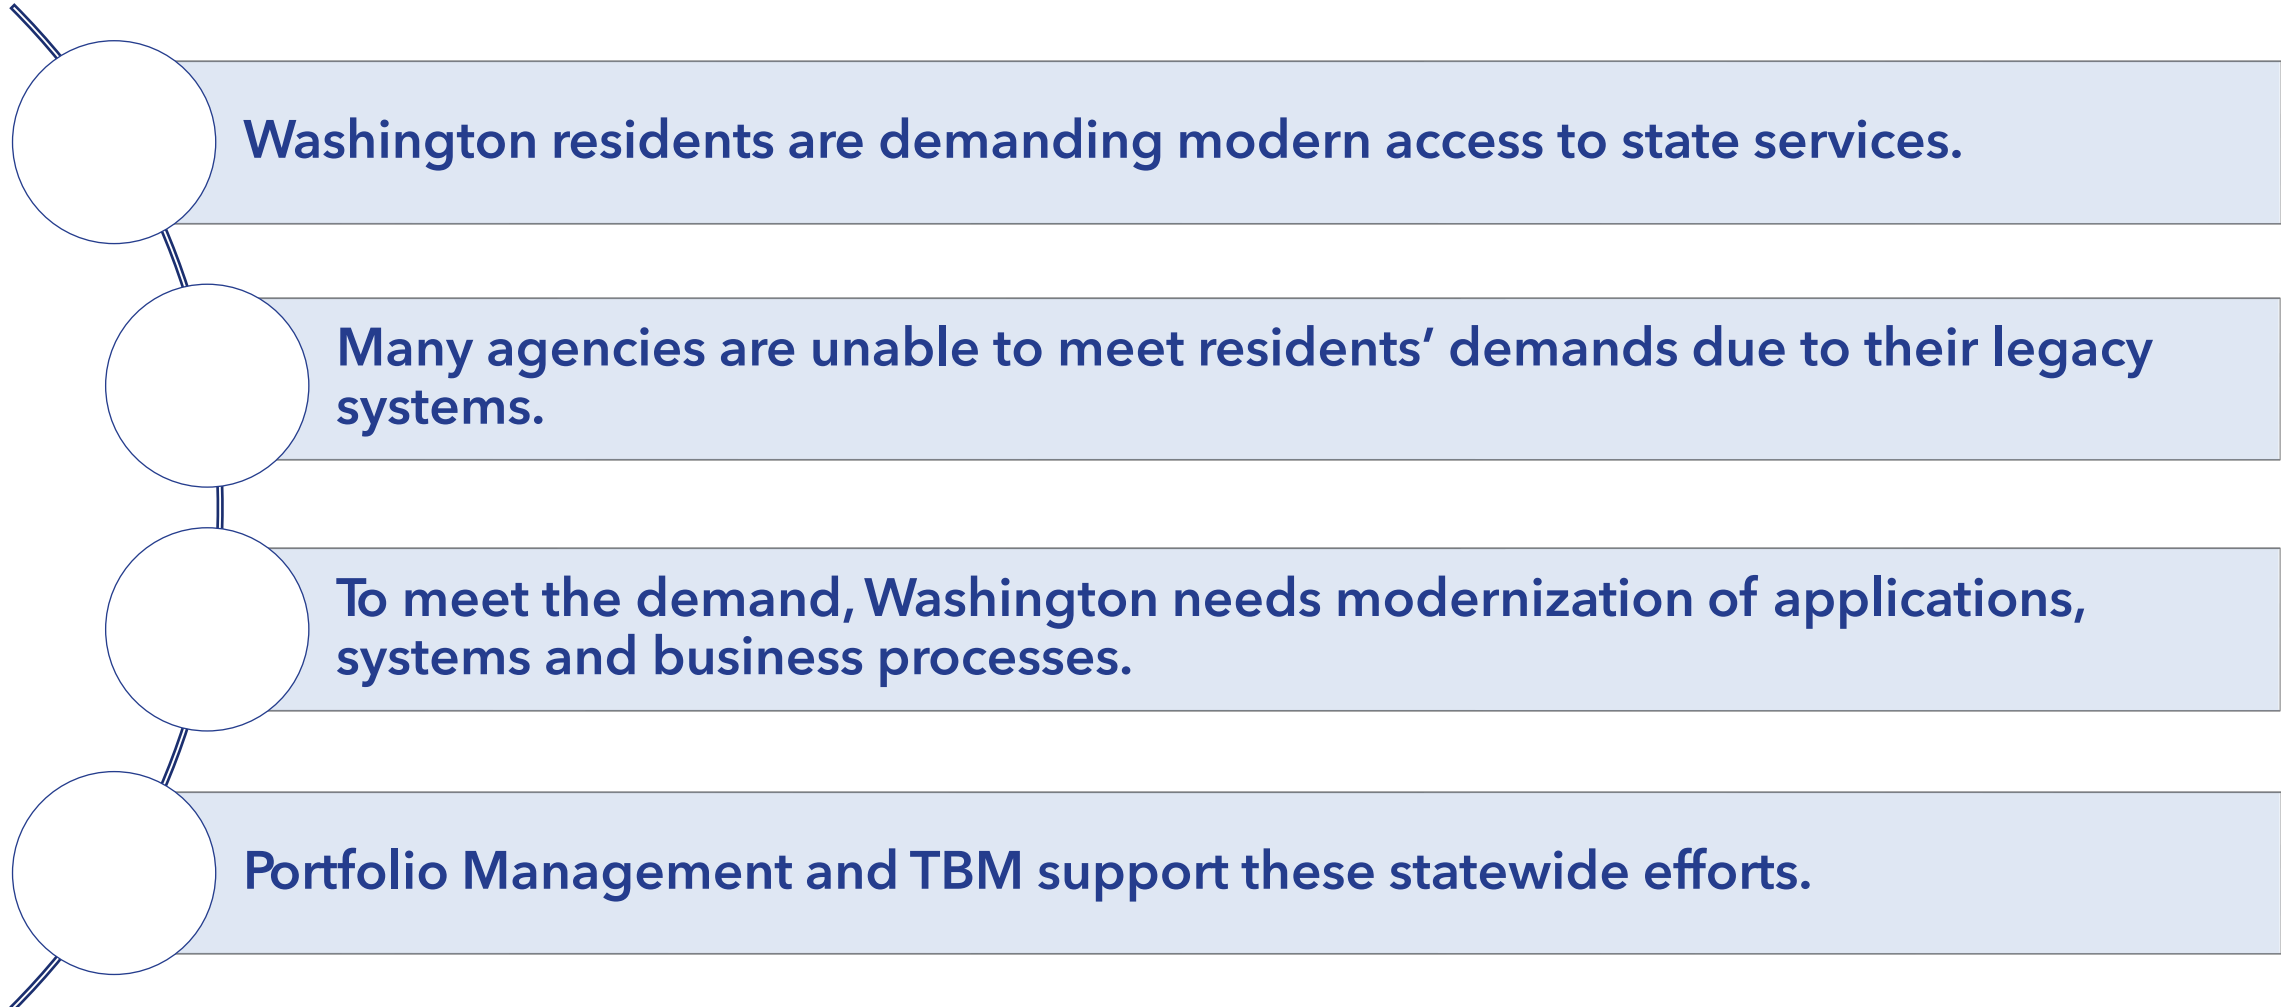 Washington residents are demanding modern access to state services.
Many agencies are unable to meet residents’ demands due to their legacy
systems.
To meet the demand, Washington needs modernization of applications,
systems and business processes.
Portfolio Management and TBM support these statewide efforts.